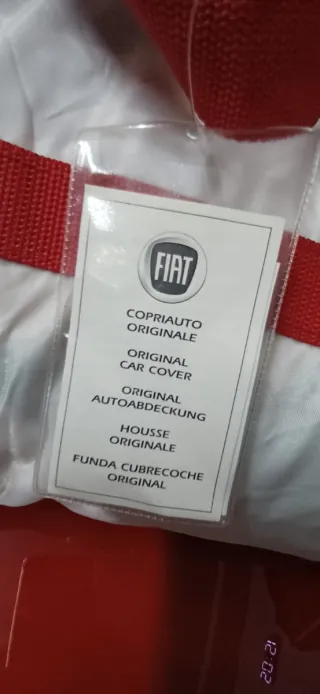 FIAT
COPRIAUTO
ORIGINALE
ORIGINAL
CAR COVER
ORIGINAL
AUTOABDECKUNG
HOUSSE
ORIGINALE
FUNDA CUBRECOCHE
ORIGINAL
20:21